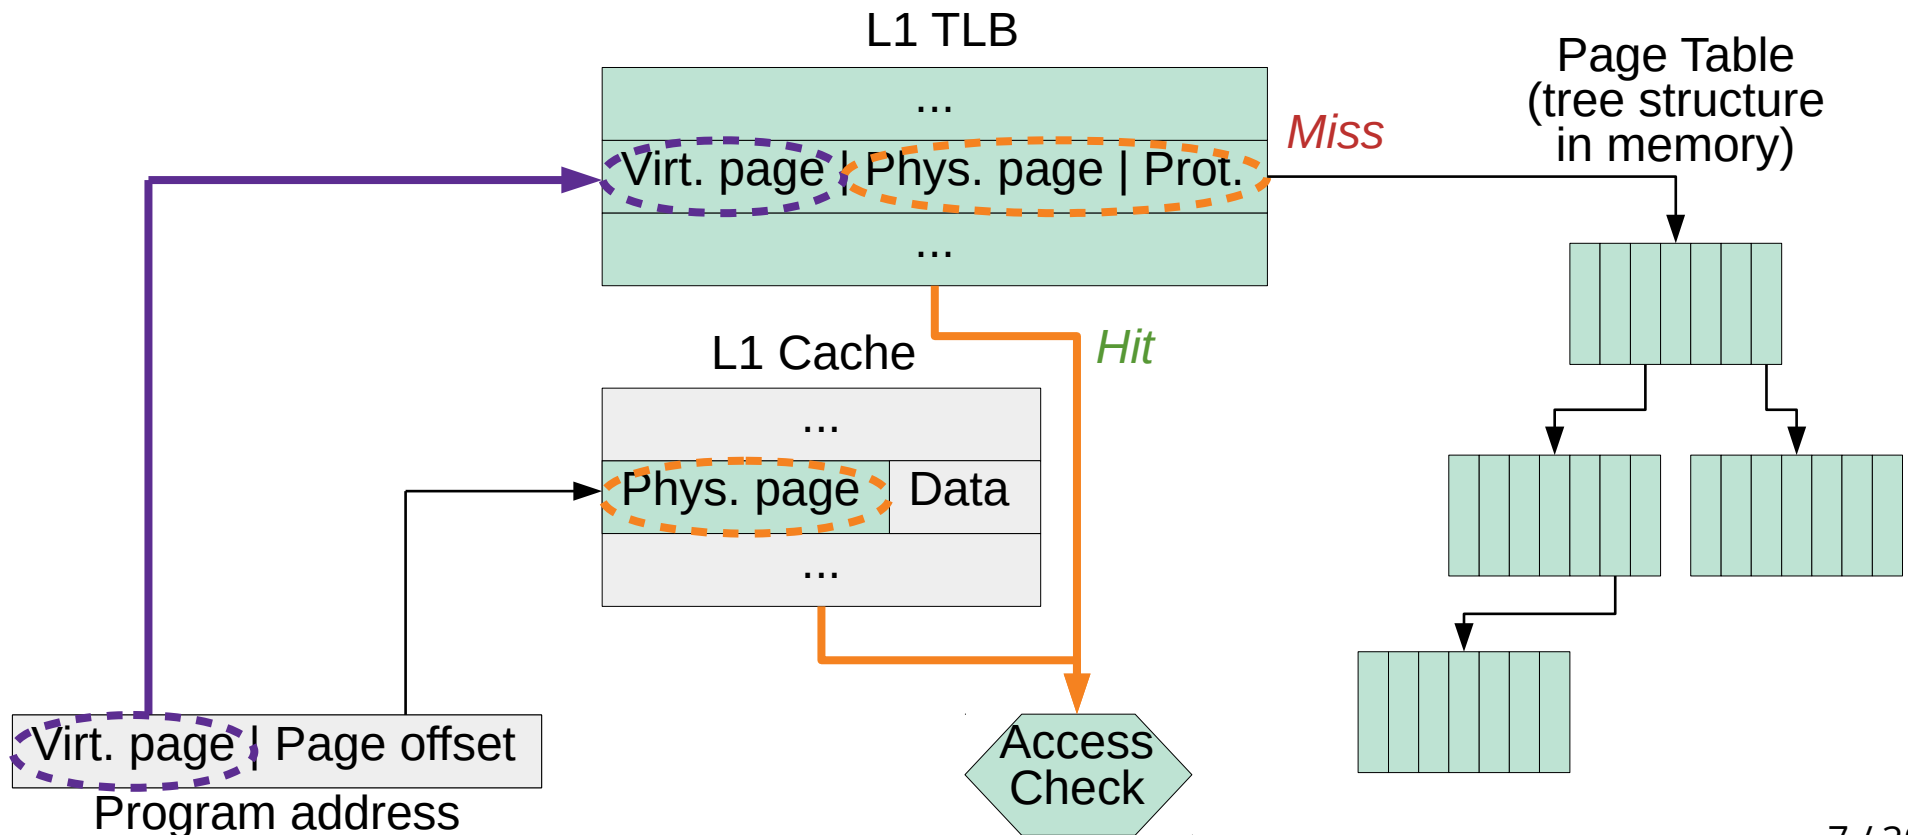 L1 TLB
Page Table
(tree structure
in memory)
...
Miss
Virt. page | Phys. page | Prot.
...
Hit
L1 Cache
...
Phys. page
Data
...
Virt. page | Page offset
Program address
Access
Check